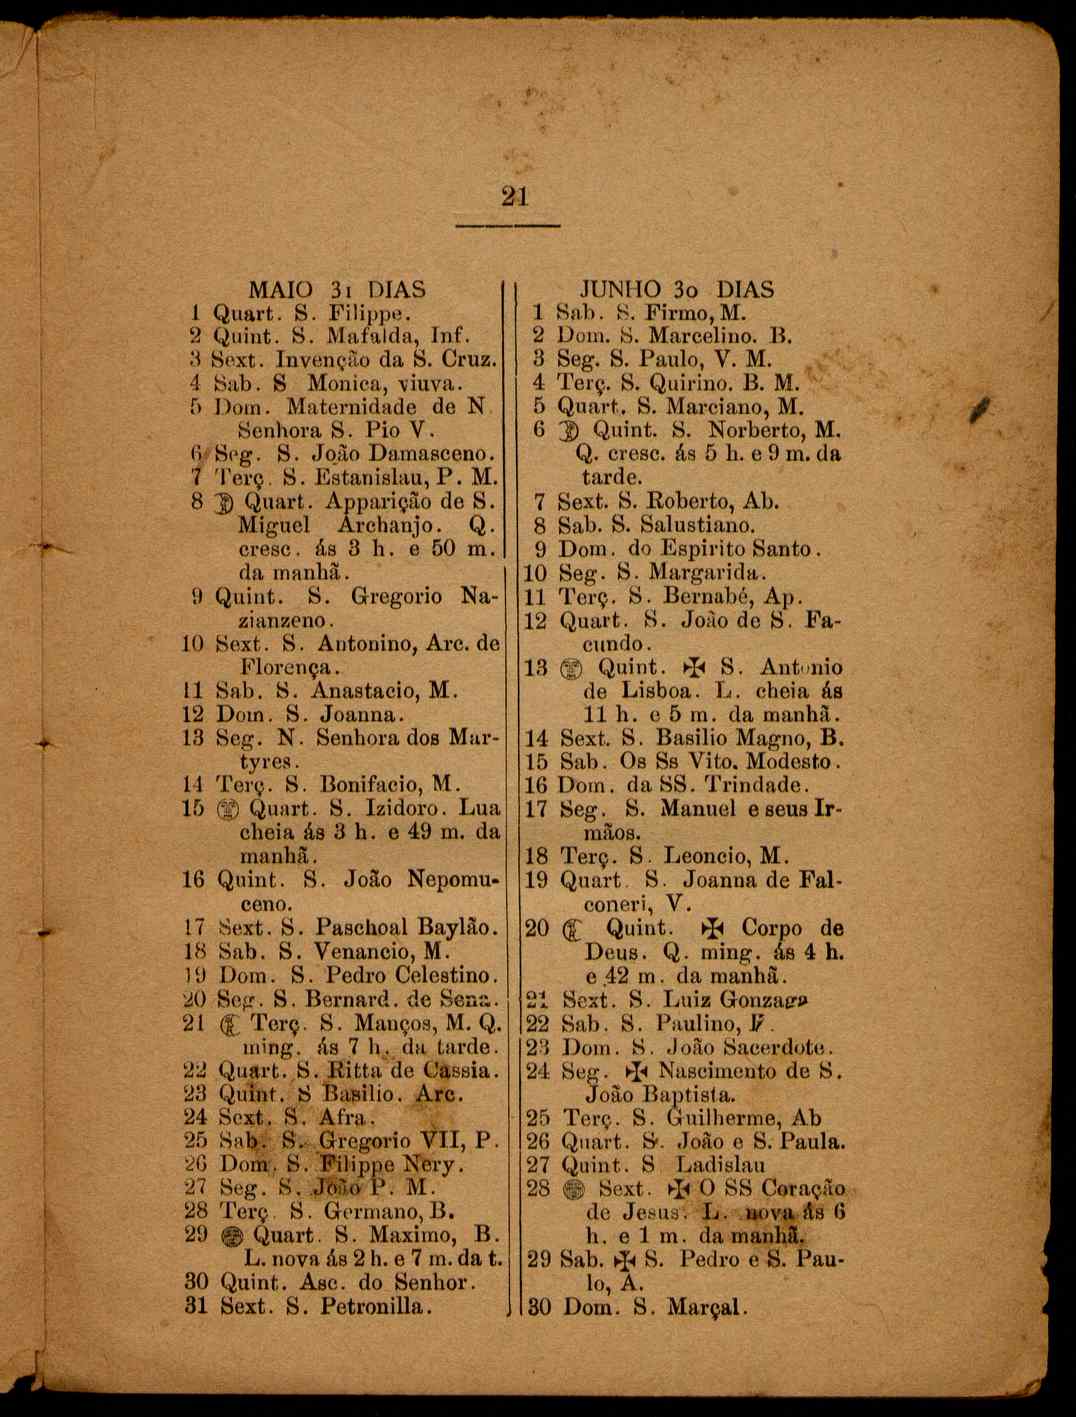 21
MAIO 31 DIAS
1 Quart. S. Filippe.
2 Quint. S. Mafalda, Inf.
3 Sext. Invenção da S. Cruz.
4 Sab. S Monica, viuva.
5 Dom. Maternidade de N.
Senhora S. Pio V.
6 Seg. S. João Damasceno.
7 Terç. S. Estanislau, P. M.
8 Quart. Apparição de S.
Miguel Archanjo. Q.
cresc. ás 3 h. e 50 m.
da manhã.
9 Quint. S. Gregorio Na-
zianzeno.
10 Sext. S. Antonino, Arc. de
Florença.
11 Sab. S. Anastacio, M.
12 Dom. S. Joanna.
13 Seg. N. Senhora dos Mar-
tyres.
14 Terç. S. Bonifacio, M.
15 Quart. S. Izidoro. Lua
cheia ás 3 h. e 49 m. da
manhã.
16 Quint. S. João Nepomu-
ceno.
17 Sext. S. Paschoal Baylão.
18 Sab. S. Venancio, M.
19 Dom. S. Pedro Celestino.
20 Seg. S. Bernard. de Sena.
21 Terç. S. Manços, M. Q.
ming. ás 7 h. da tarde.
22 Quart. S. Ritta de Cassia.
23 Quint. S Basilio. Arc.
24 Sext. S. Afra.
25 Sab. S. Gregorio VII, P.
26 Dom. S. Filippe Nery.
27 Seg. S. João P. M.
28 Terç. S. Germano, B.
29 Quart. S. Maximo, B.
L. nova ás 2 h. e 7 m. da t.
30 Quint. Asc. do Senhor.
31 Sext. S. Petronilla.
JUNHO 30 DIAS
1 Sab. S. Firmo, M.
2 Dom. S. Marcelino. B.
3 Seg. S. Paulo, V. M.
4 Terç. S. Quirino. B. M.
5 Quart. S. Marciano, M.
6 Quint. S. Norberto, M.
Q. cresc. ás 5 h. e 9 m. da
tarde.
7 Sext. S. Roberto, Ab.
8 Sab. S. Salustiano.
9 Dom. do Espirito Santo.
10 Seg. S. Margarida.
11 Terç. S. Bernabé, Ap.
12 Quart. S. João de S. Fa-
cundo.
13 Quint. ✠ S. Antonio
de Lisboa. L. cheia ás
11 h. e 5 m. da manhã.
14 Sext. S. Basilio Magno, B.
15 Sab. Os Ss Vito. Modesto.
16 Dom. da SS. Trindade.
17 Seg. S. Manuel e seus Ir-
mãos.
18 Terç. S. Leoncio, M.
19 Quart. S. Joanna de Fal-
coneri, V.
20 Quint. ✠ Corpo de
Deus. Q. ming. ás 4 h.
e 42 m. da manhã.
21 Sext. S. Luiz Gonzaga
22 Sab. S. Paulino,
23 Dom. S. João Sacerdote.
24 Seg. ✠ Nascimento de S.
João Baptista.
25 Terç. S. Guilherme, Ab
26 Quart. S. João e S. Paula.
27 Quint. S Ladislau
28 Sext. ✠ O SS Coração
de Jesus. L. nova ás 6
h. e 1 m. da manhã.
29 Sab. ✠ S. Pedro e S. Pau-
lo, A.
30 Dom. S. Marçal.